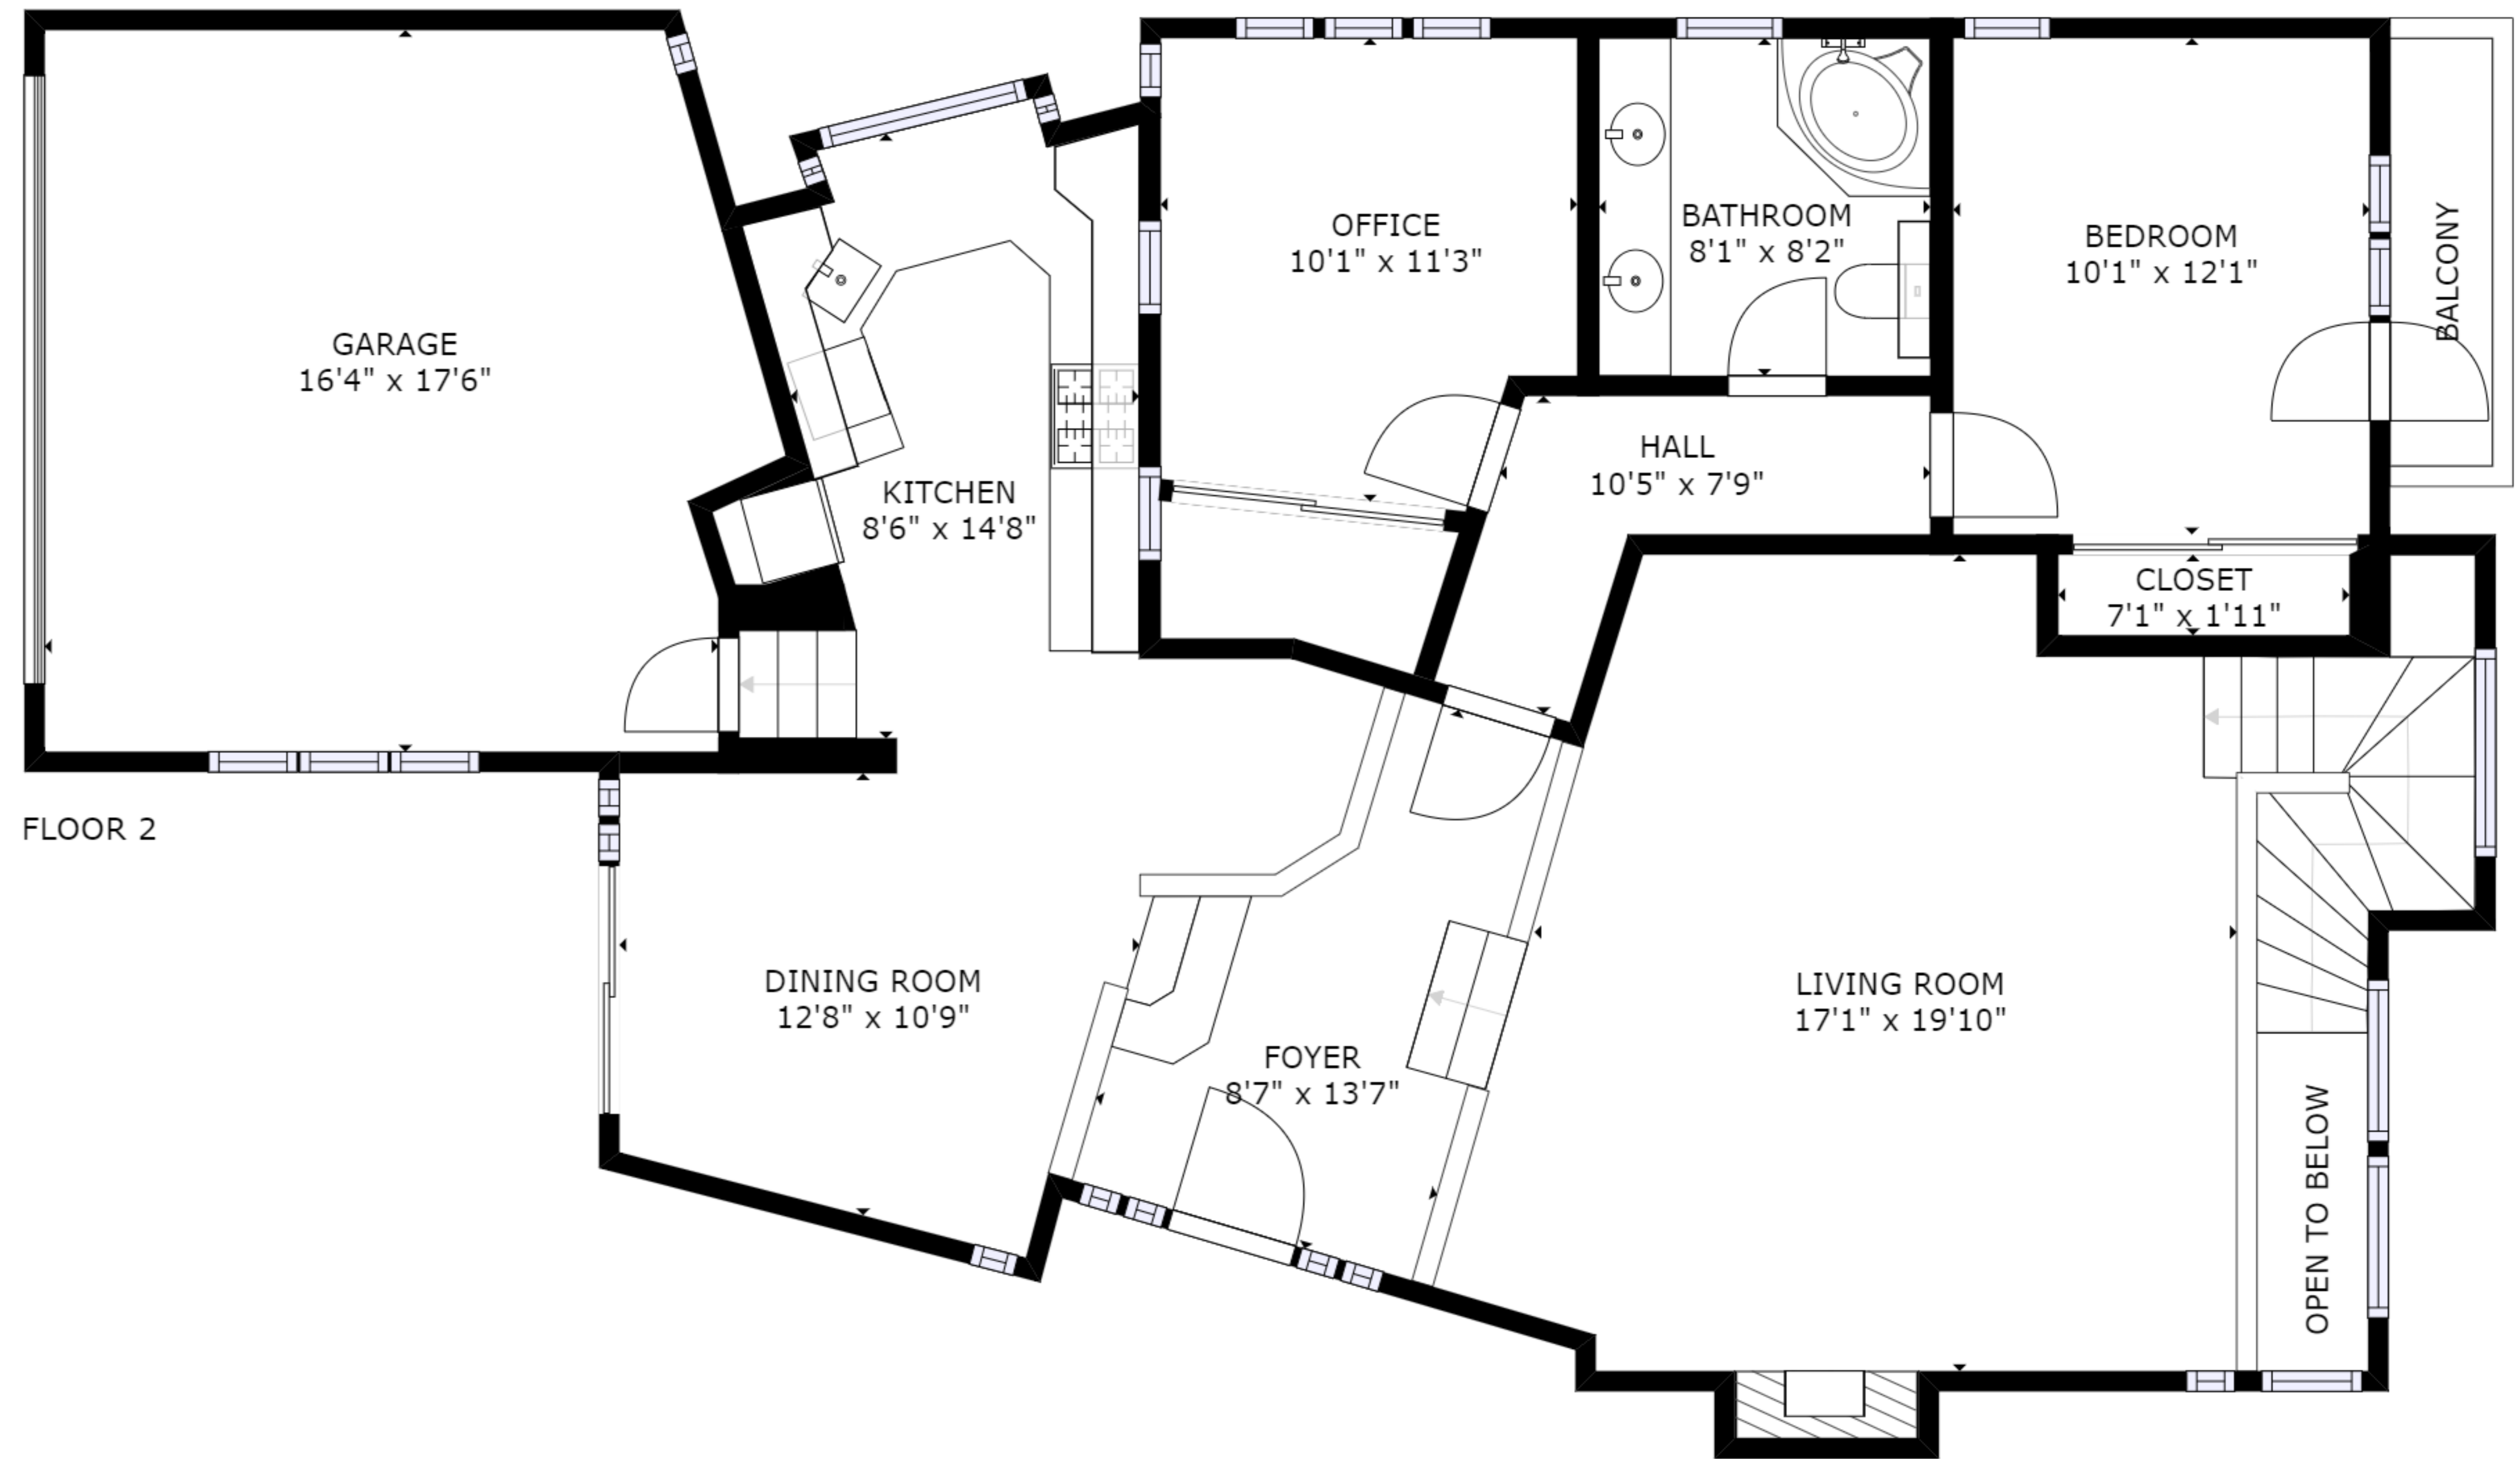 OFFICE
10'1" x 11'3"
BATHROOM
8'1" x 8'2"
BEDROOM
10'1" x 12'1"
BALCONY
GARAGE
16'4" x 17'6"
HALL
10'5" x 7'9"
KITCHEN
8'6" x 14'8"
CLOSET
7'1" x 1'11"
FLOOR 2
DINING ROOM
12'8" x 10'9"
LIVING ROOM
17'1" x 19'10"
FOYER
8'7" x 13'7"
OPEN TO BELOW